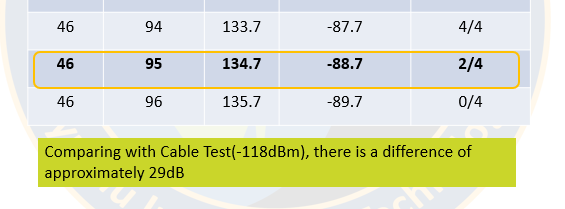 46 94 133.7 -87.7 4/4
46 95 134.7 -88.7 2/4
46 96 135.7 -89.7 0/4
Comparing with Cable Test(-118dBm), there is a difference of
approximately 29dB